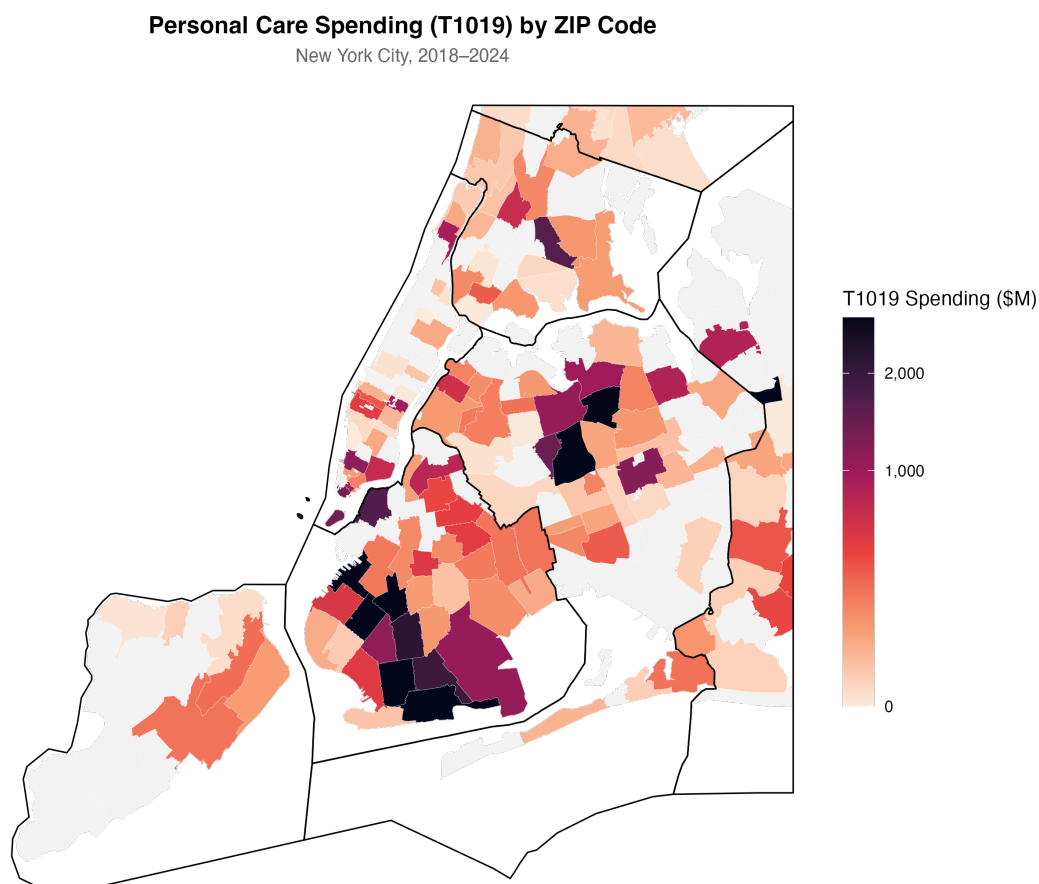 Personal Care Spending (T1019) by ZIP Code
New York City, 2018–2024
T1019 Spending ($M)
2,000
1,000
0